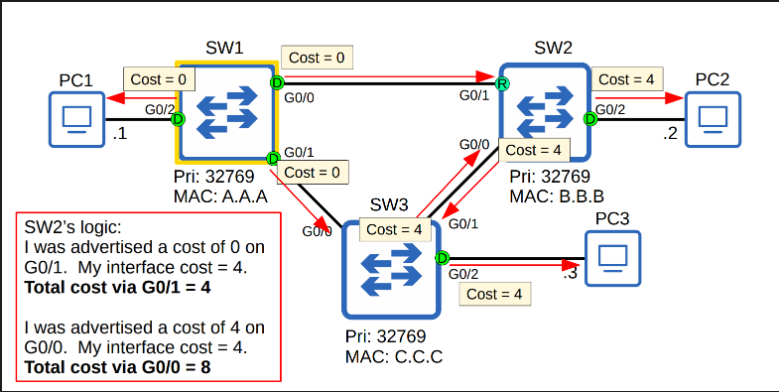 SW1
SW2
Cost = 0
PC1
Cost = 0
Cost = 4
PC2
D
G0/0
G0/1
R
G0/2
D
.1
D
G0/2
.2
D
G0/1
G0/0
Cost = 4
Cost = 0
Pri: 32769
MAC: A.A.A
Pri: 32769
MAC: B.B.B
SW3
PC3
G0/0
Cost = 4
G0/1
D
G0/2
.3
Cost = 4
Pri: 32769
MAC: C.C.C
SW2's logic:
I was advertised a cost of 0 on
G0/1.  My interface cost = 4.
Total cost via G0/1 = 4
I was advertised a cost of 4 on
G0/0.  My interface cost = 4.
Total cost via G0/0 = 8